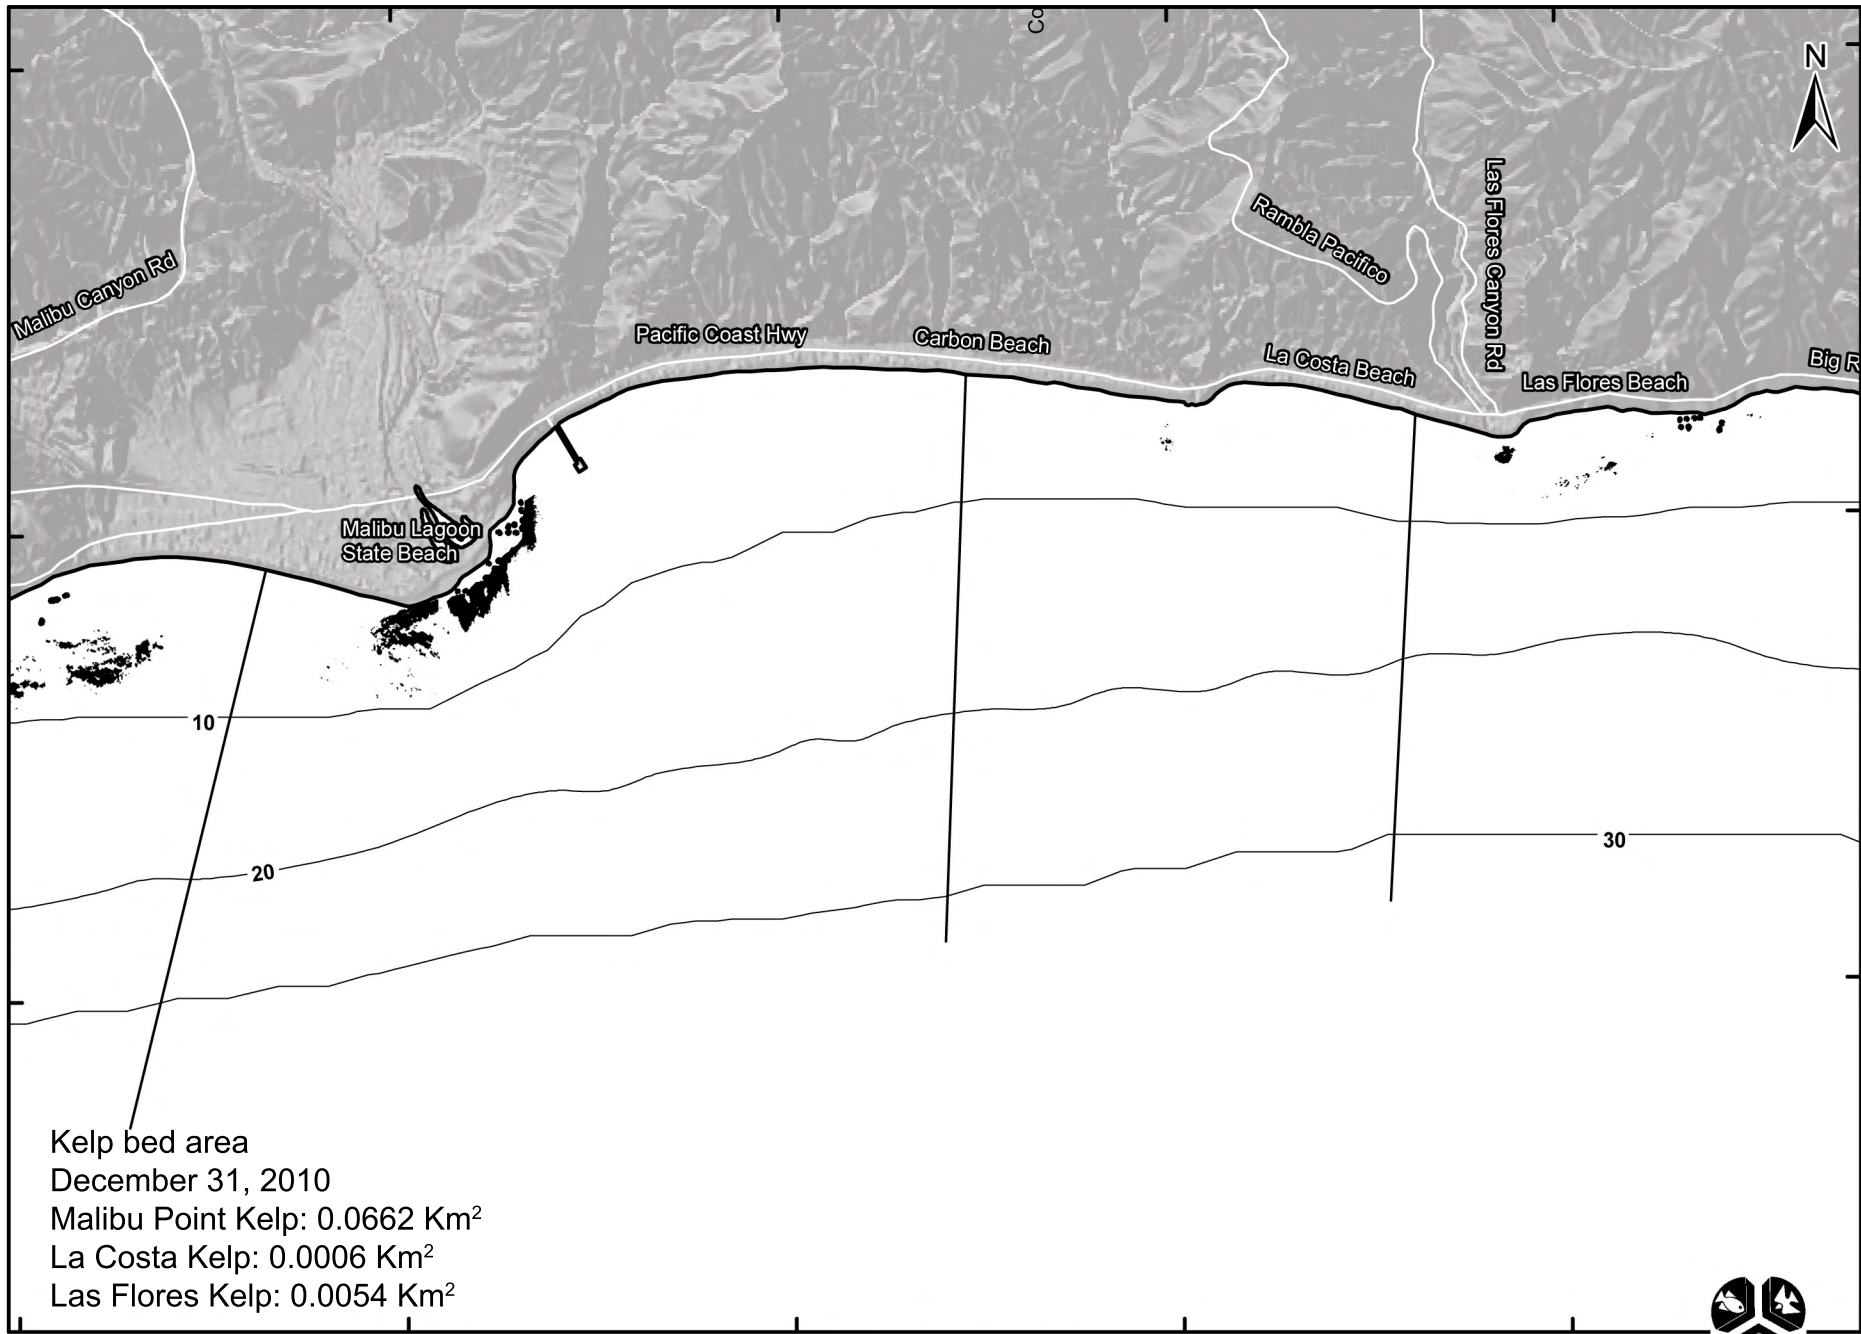 Co
N
Malibu Canyon Rd
Rambla Pacifico
Las Flores Canyon Rd
Pacific Coast Hwy
Carbon Beach
La Costa Beach
Las Flores Beach
Big R
Malibu Lagoon
State Beach
10
20
30
Kelp bed area
December 31, 2010
Malibu Point Kelp: 0.0662 Km²
La Costa Kelp: 0.0006 Km²
Las Flores Kelp: 0.0054 Km²